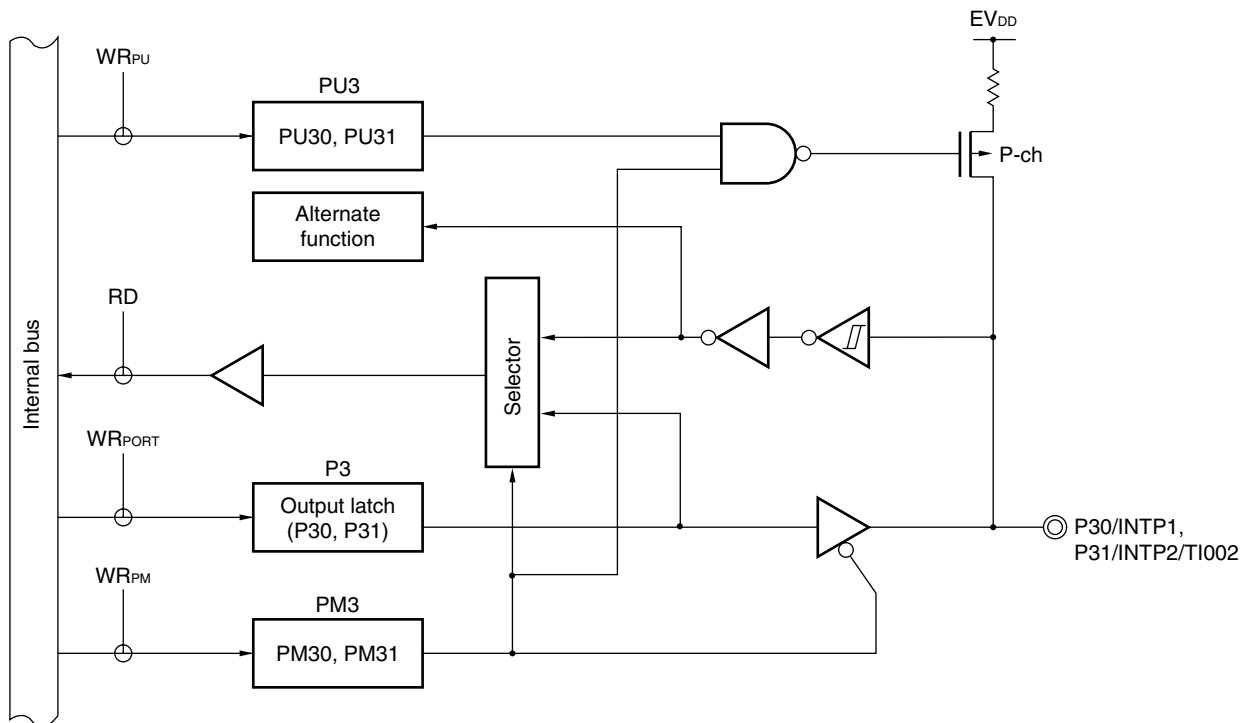 EVDD
WRPU
PU3
PU30, PU31
P-ch
Alternate
function
RD
Internal bus
Selector
WRPORT
P3
Output latch
(P30, P31)
P30/INTP1,
P31/INTP2/TI002
WRPM
PM3
PM30, PM31